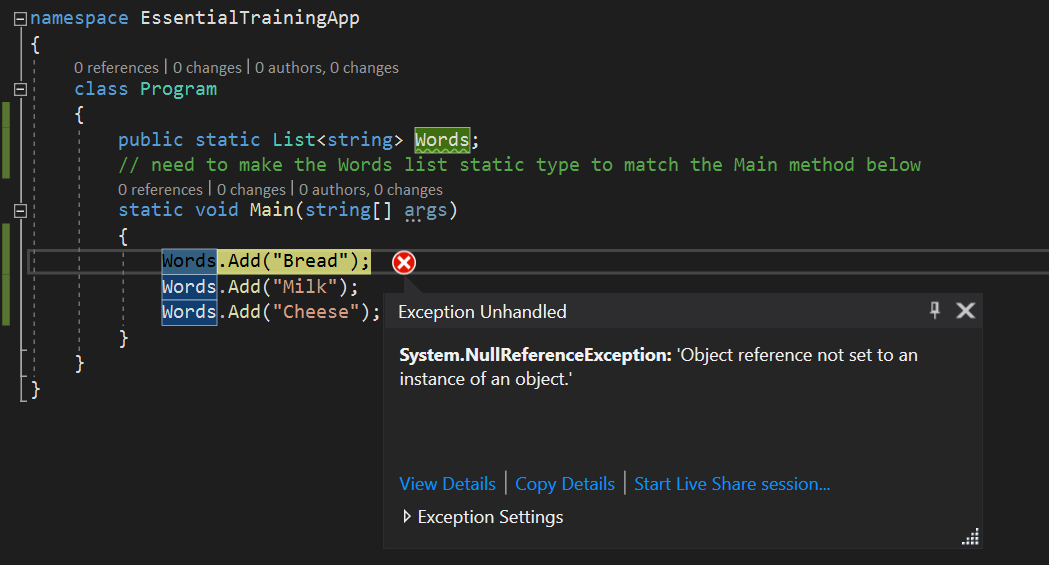 namespace EssentialTrainingApp
{
0 references | 0 changes | 0 authors, 0 changes
class Program
{
public static List<string> Words;
// need to make the Words list static type to match the Main method below
0 references | 0 changes | 0 authors, 0 changes
static void Main(string[] args)
{
Words.Add("Bread");
Words.Add("Milk");
Words.Add("Cheese");
}
}
}
Exception Unhandled
System.NullReferenceException: 'Object reference not set to an
instance of an object.'
View Details | Copy Details | Start Live Share session...
Exception Settings